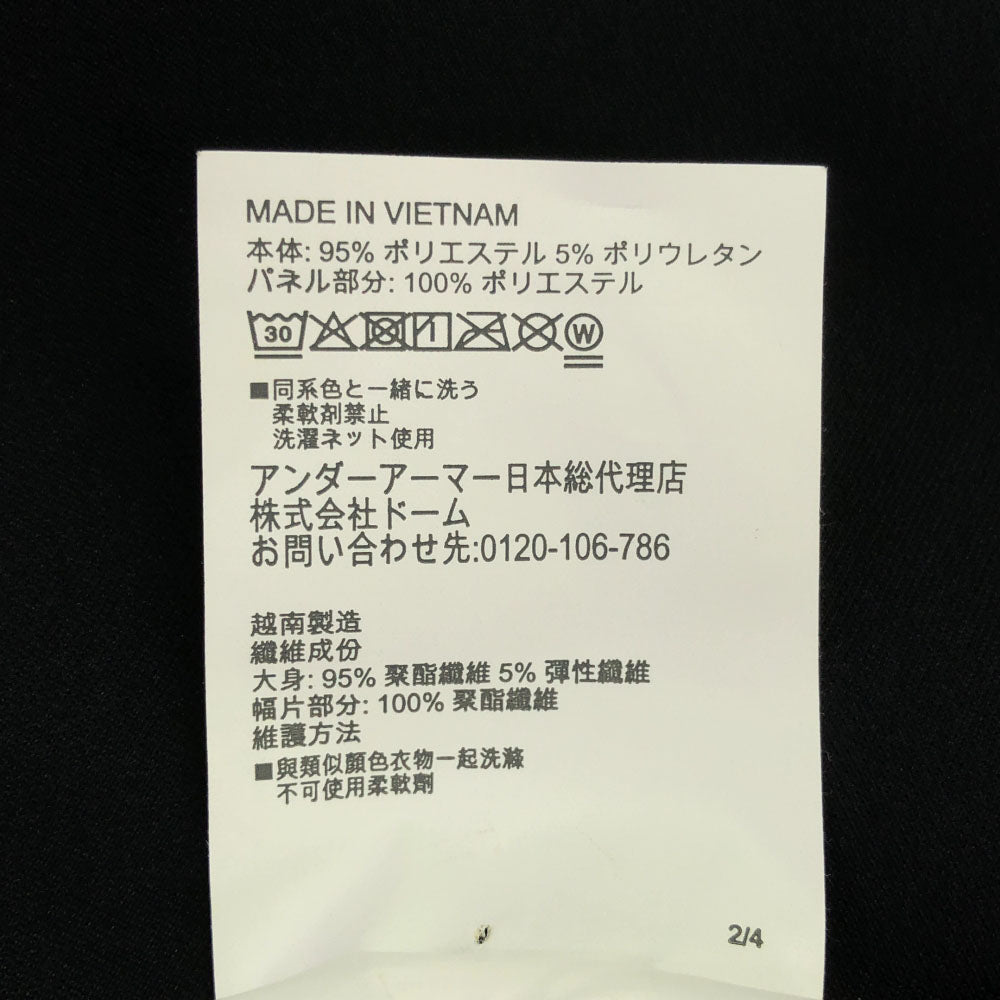 MADE IN VIETNAM
本体: 95% ポリエステル 5% ポリウレタン
パネル部分: 100% ポリエステル
30 W
■同系色と一緒に洗う
柔軟剤禁止
洗濯ネット使用
アンダーアーマー日本総代理店
株式会社ドーム
お問い合わせ先:0120-106-786
越南製造
纖維成份
大身: 95% 聚酯纖維 5% 彈性纖維
幅片部分: 100% 聚酯纖維
維護方法
■與類似顏色衣物一起洗滌
不可使用柔軟劑
2/4